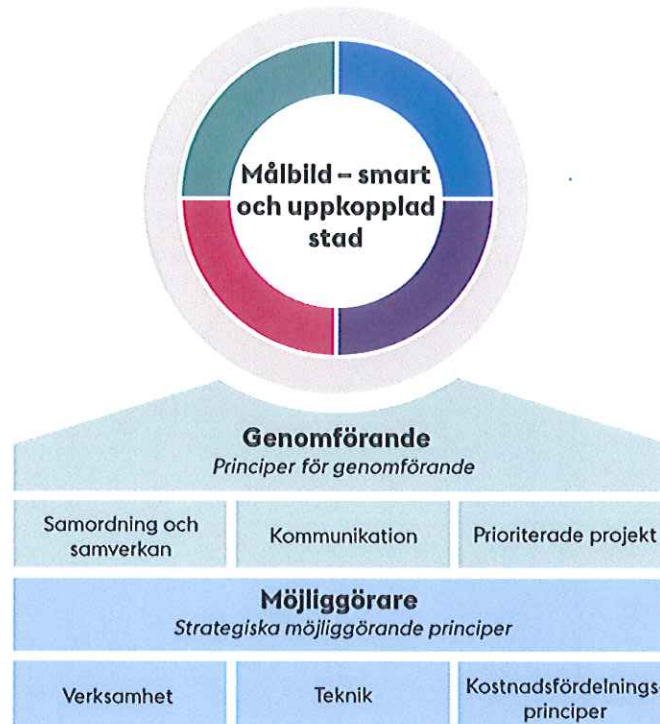 Målbild – smart
och uppkopplad
stad
Genomförande
Principer för genomförande
Samordning och
samverkan
Kommunikation
Prioriterade projekt
Möjliggörare
Strategiska möjliggörande principer
Verksamhet
Teknik
Kostnadsfördelnings-
principer